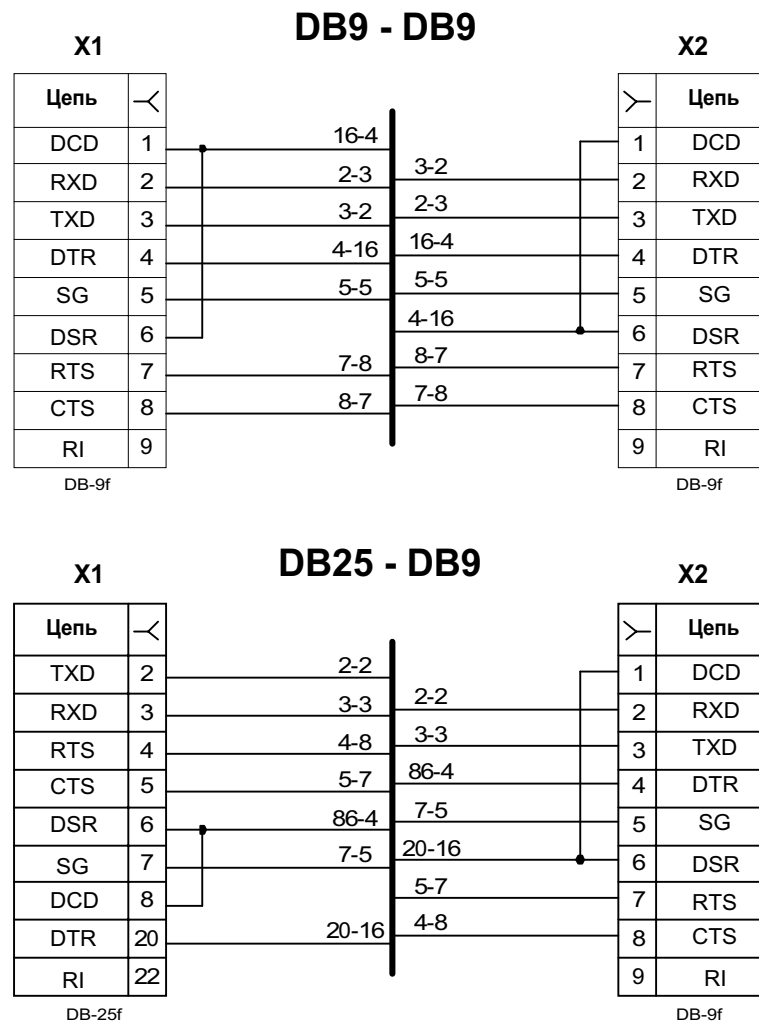 DB9 - DB9
X1
X2
Цепь
Цепь
DCD 1 16-4 1 DCD
RXD 2 2-3 3-2 2 RXD
TXD 3 3-2 2-3 3 TXD
DTR 4 4-16 16-4 4 DTR
SG 5 5-5 5-5 5 SG
DSR 6 4-16 6 DSR
RTS 7 7-8 8-7 7 RTS
CTS 8 8-7 7-8 8 CTS
RI 9 9 RI
DB-9f
DB-9f
DB25 - DB9
X1
X2
Цепь
Цепь
TXD 2 2-2 1 DCD
RXD 3 3-3 2-2 2 RXD
RTS 4 4-8 3-3 3 TXD
CTS 5 5-7 86-4 4 DTR
DSR 6 86-4 7-5 5 SG
SG 7 7-5 20-16 6 DSR
DCD 8 5-7 7 RTS
DTR 20 20-16 4-8 8 CTS
RI 22 9 RI
DB-25f
DB-9f